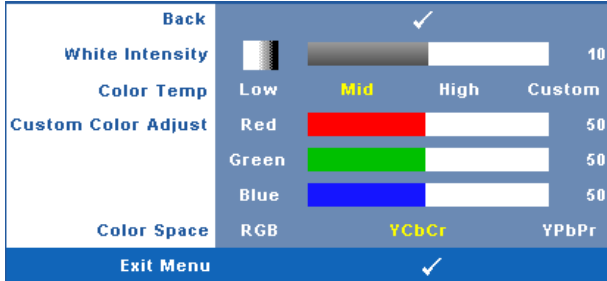 Back
White Intensity 10
Color Temp Low Mid High Custom
Custom Color Adjust Red 50
Green 50
Blue 50
Color Space RGB YCbCr YPbPr
Exit Menu